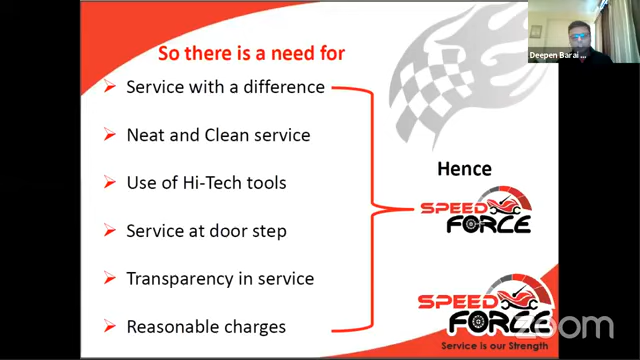 So there is a need for
Service with a difference
Neat and Clean service
Use of Hi-Tech tools
Service at door step
Transparency in service
Reasonable charges
Hence
SPEED
FORCE
SPEED
FORCE
Service is our Strength
zoom
Deepen Barai